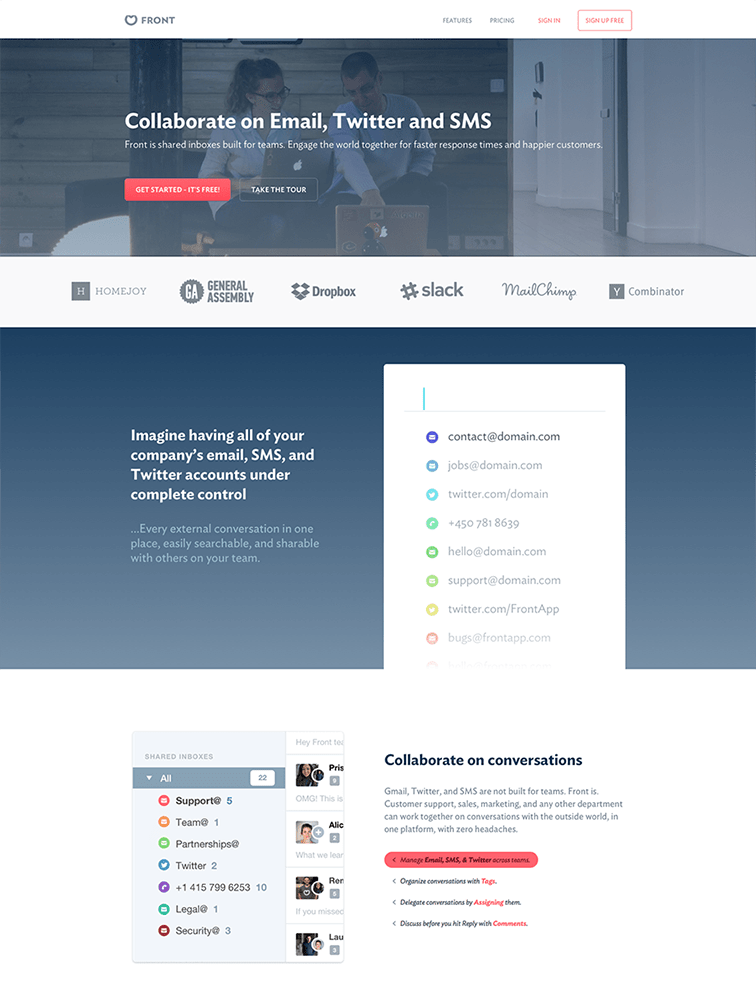 FRONT
FEATURES PRICING SIGN IN SIGN UP FREE
Collaborate on Email, Twitter and SMS
Front is shared inboxes built for teams. Engage the world together for faster response times and happier customers.
GET STARTED - IT'S FREE! TAKE THE TOUR
H HOMEJOY
GA GENERAL
ASSEMBLY
Dropbox
slack
MailChimp
Y Combinator
Imagine having all of your
company's email, SMS, and
Twitter accounts under
complete control
...Every external conversation in one
place, easily searchable, and sharable
with others on your team.
contact@domain.com
jobs@domain.com
twitter.com/domain
+450 781 8639
hello@domain.com
support@domain.com
twitter.com/FrontApp
bugs@frontapp.com
SHARED INBOXES
All 22
Support@ 5
Team@ 1
Partnerships@
Twitter 2
+1 415 799 6253 10
Legal@ 1
Security@ 3
Hey Front tea
Pris
9
OMG! This is
Alic
2
What we lear
Ren
5
If you missed
Lau
3
Collaborate on conversations
Gmail, Twitter, and SMS are not built for teams. Front is.
Customer support, sales, marketing, and any other department
can work together on conversations with the outside world, in
one platform, with zero headaches.
Manage Email, SMS, & Twitter across teams.
Organize conversations with Tags.
Delegate conversations by Assigning them.
Discuss before you hit Reply with Comments.